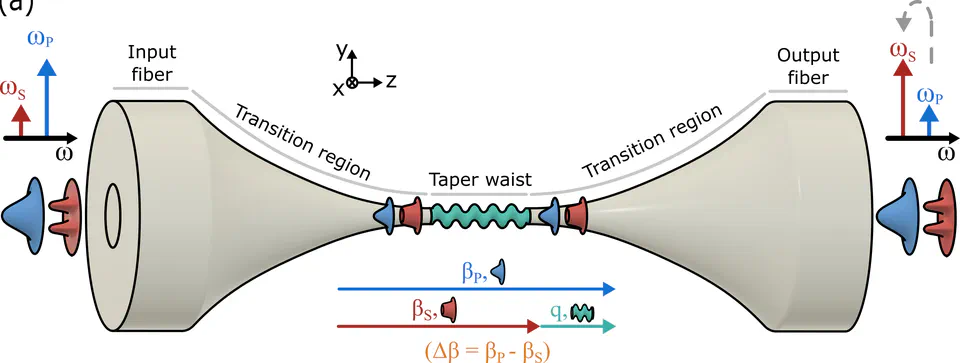 (a)
ωP
ωS
ω
Input
fiber
Transition region
y
x
z
Taper waist
Transition region
Output
fiber
ωS
ωP
ω
βP,
βS,
q,
(Δβ = βP - βS)